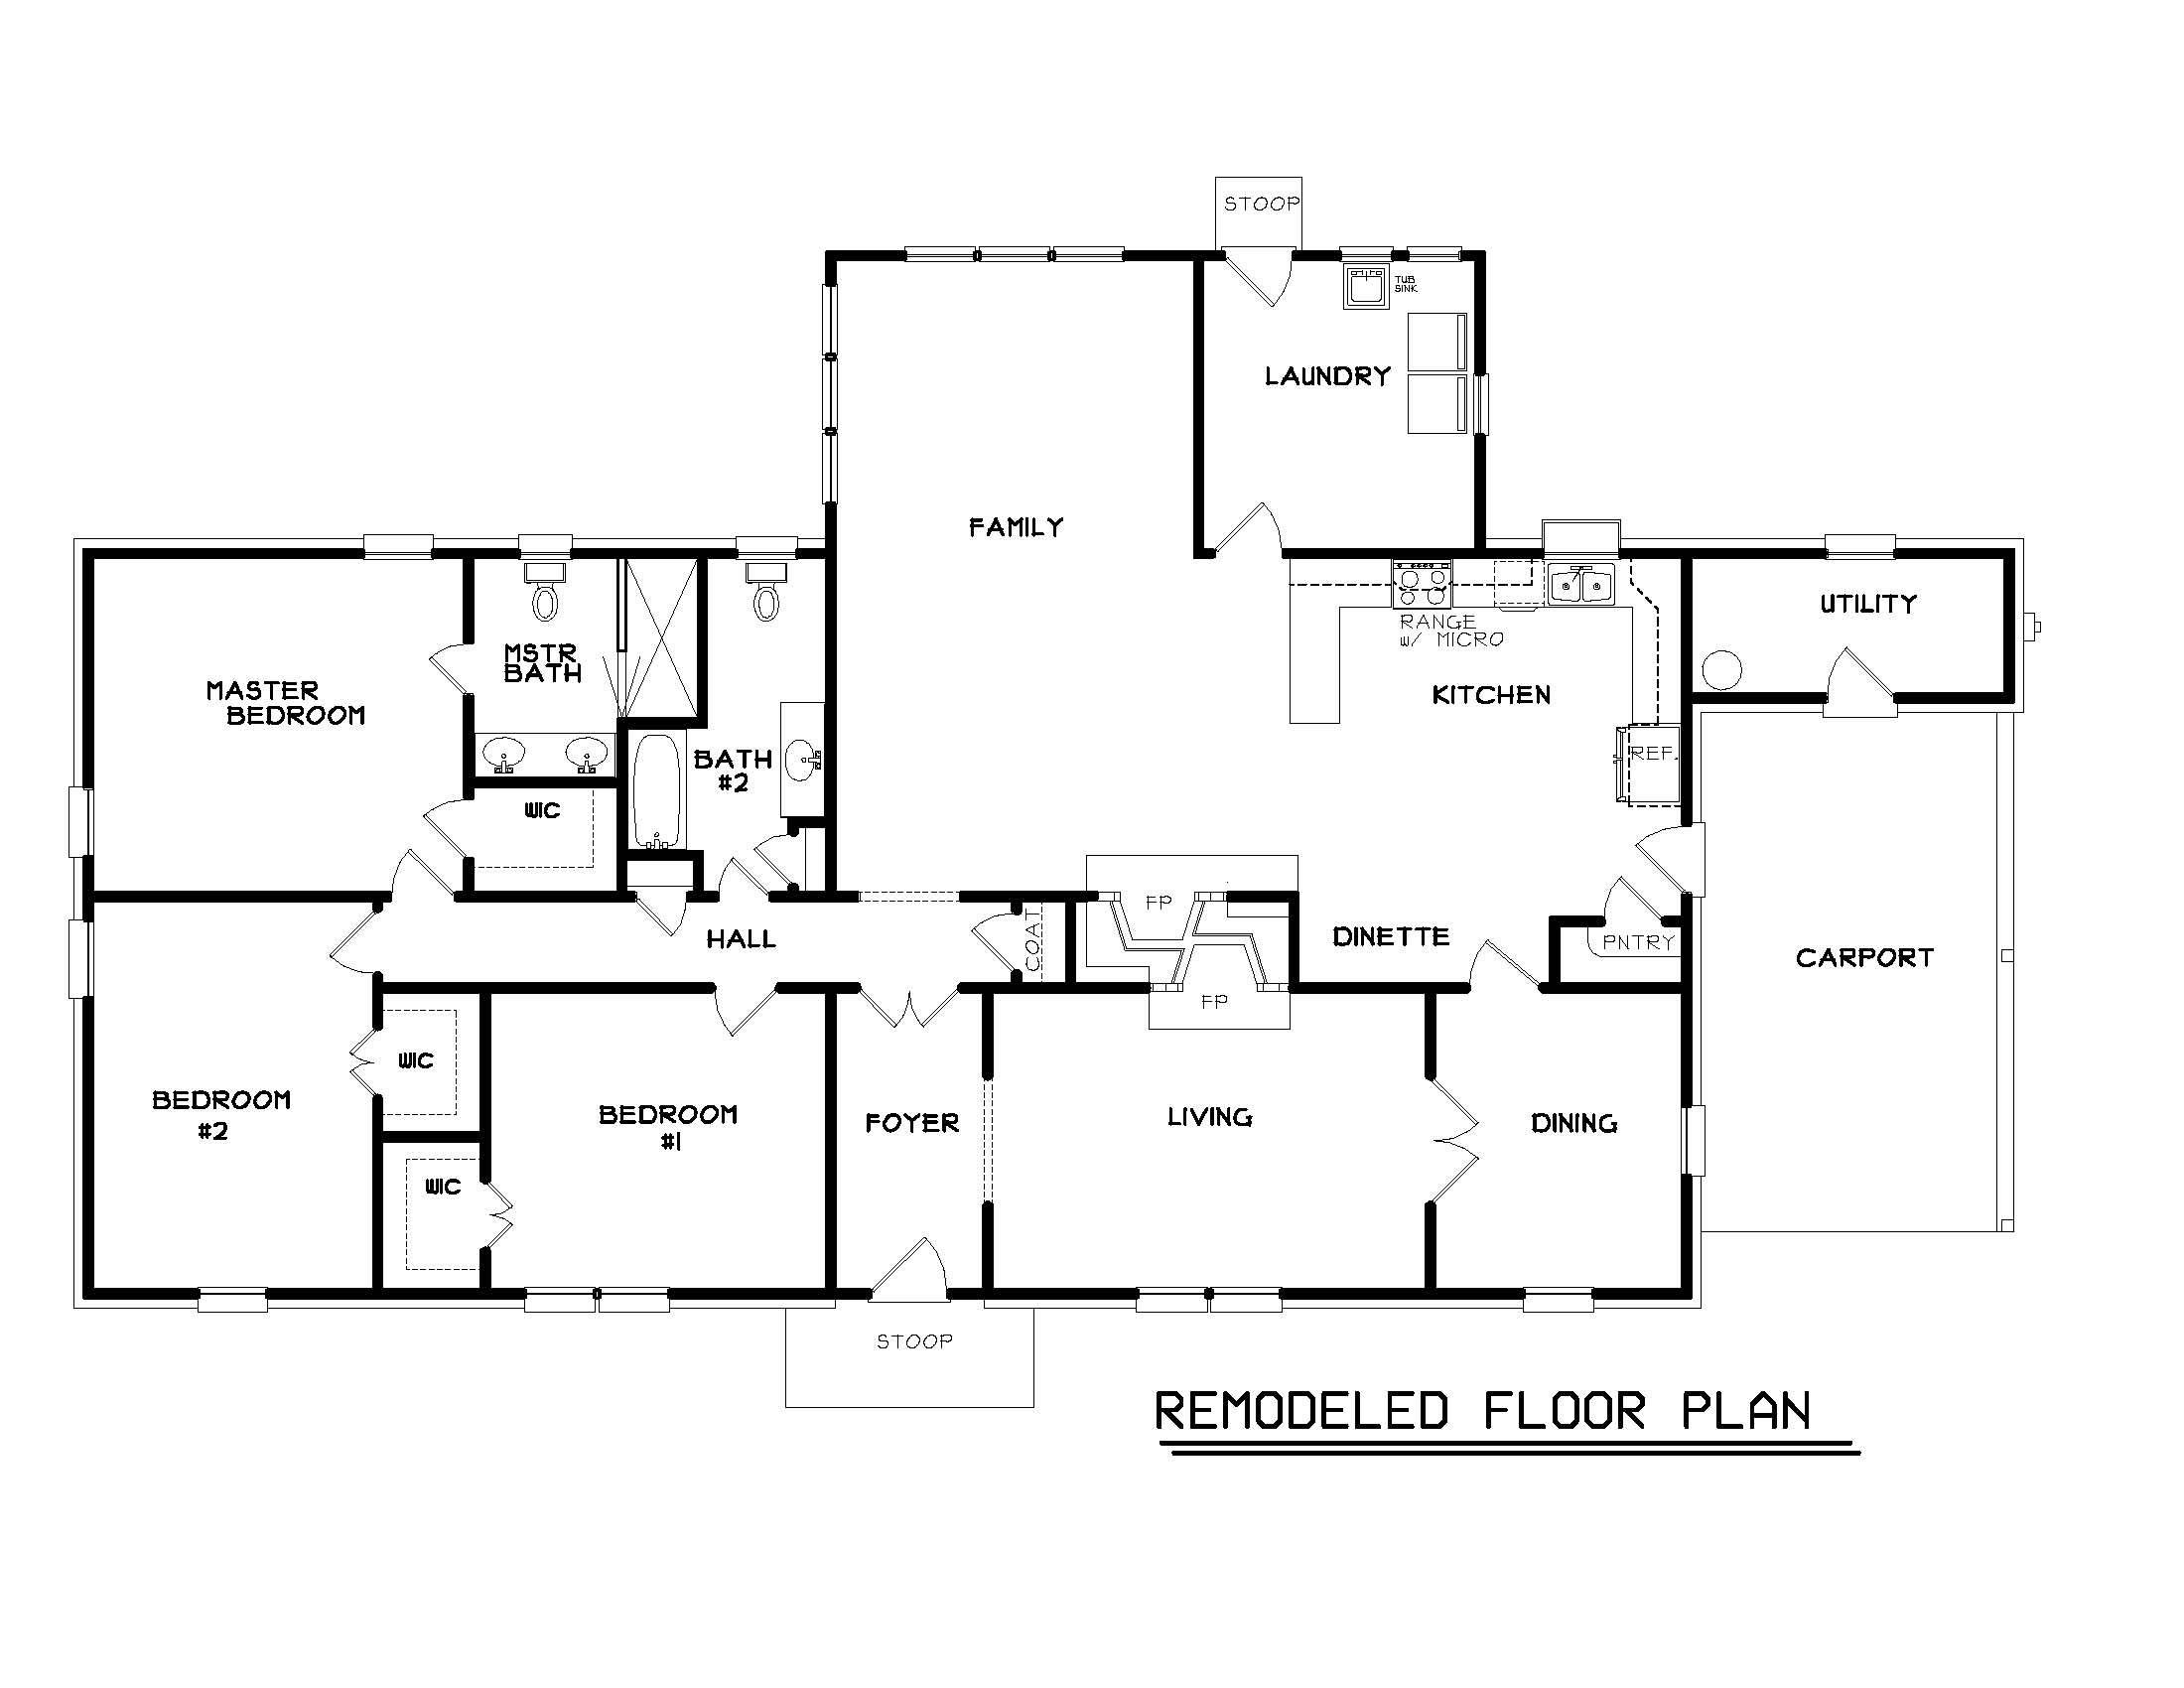 STOOP
TUB
SINK
LAUNDRY
FAMILY
UTILITY
RANGE
W/ MICRO
MSTR
BATH
MASTER
BEDROOM
KITCHEN
REF.
BATH
#2
WIC
FP
COAT
HALL
DINETTE
PNTRY
CARPORT
FP
WIC
BEDROOM
#2
BEDROOM
#1
FOYER
LIVING
DINING
WIC
STOOP
REMODELED FLOOR PLAN